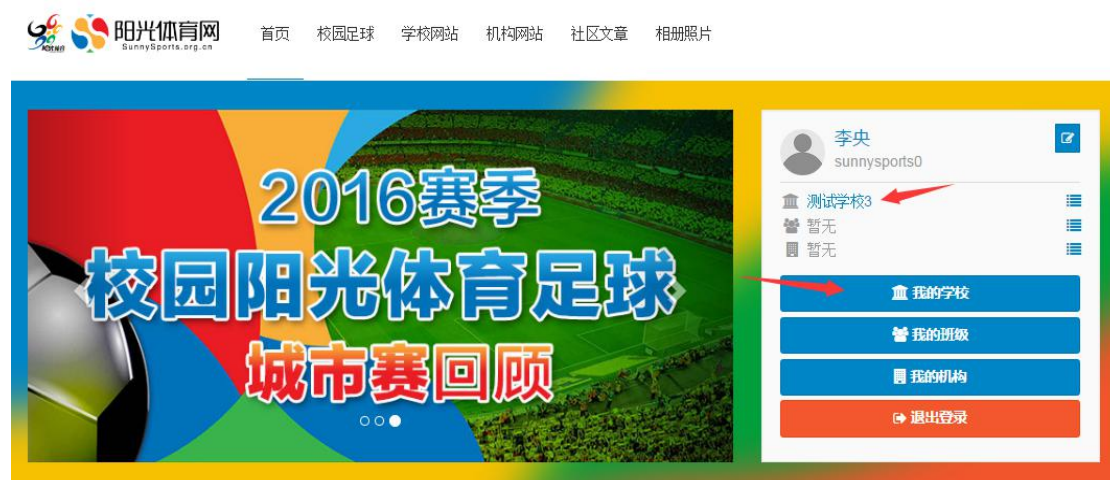 阳光体育网
SunnySports.org.cn
首页 校园足球 学校网站 机构网站 社区文章 相册照片
2016赛季
校园阳光体育足球
城市赛回顾
李央
sunnysports0
测试学校3
暂无
暂无
我的学校
我的班级
我的机构
退出登录